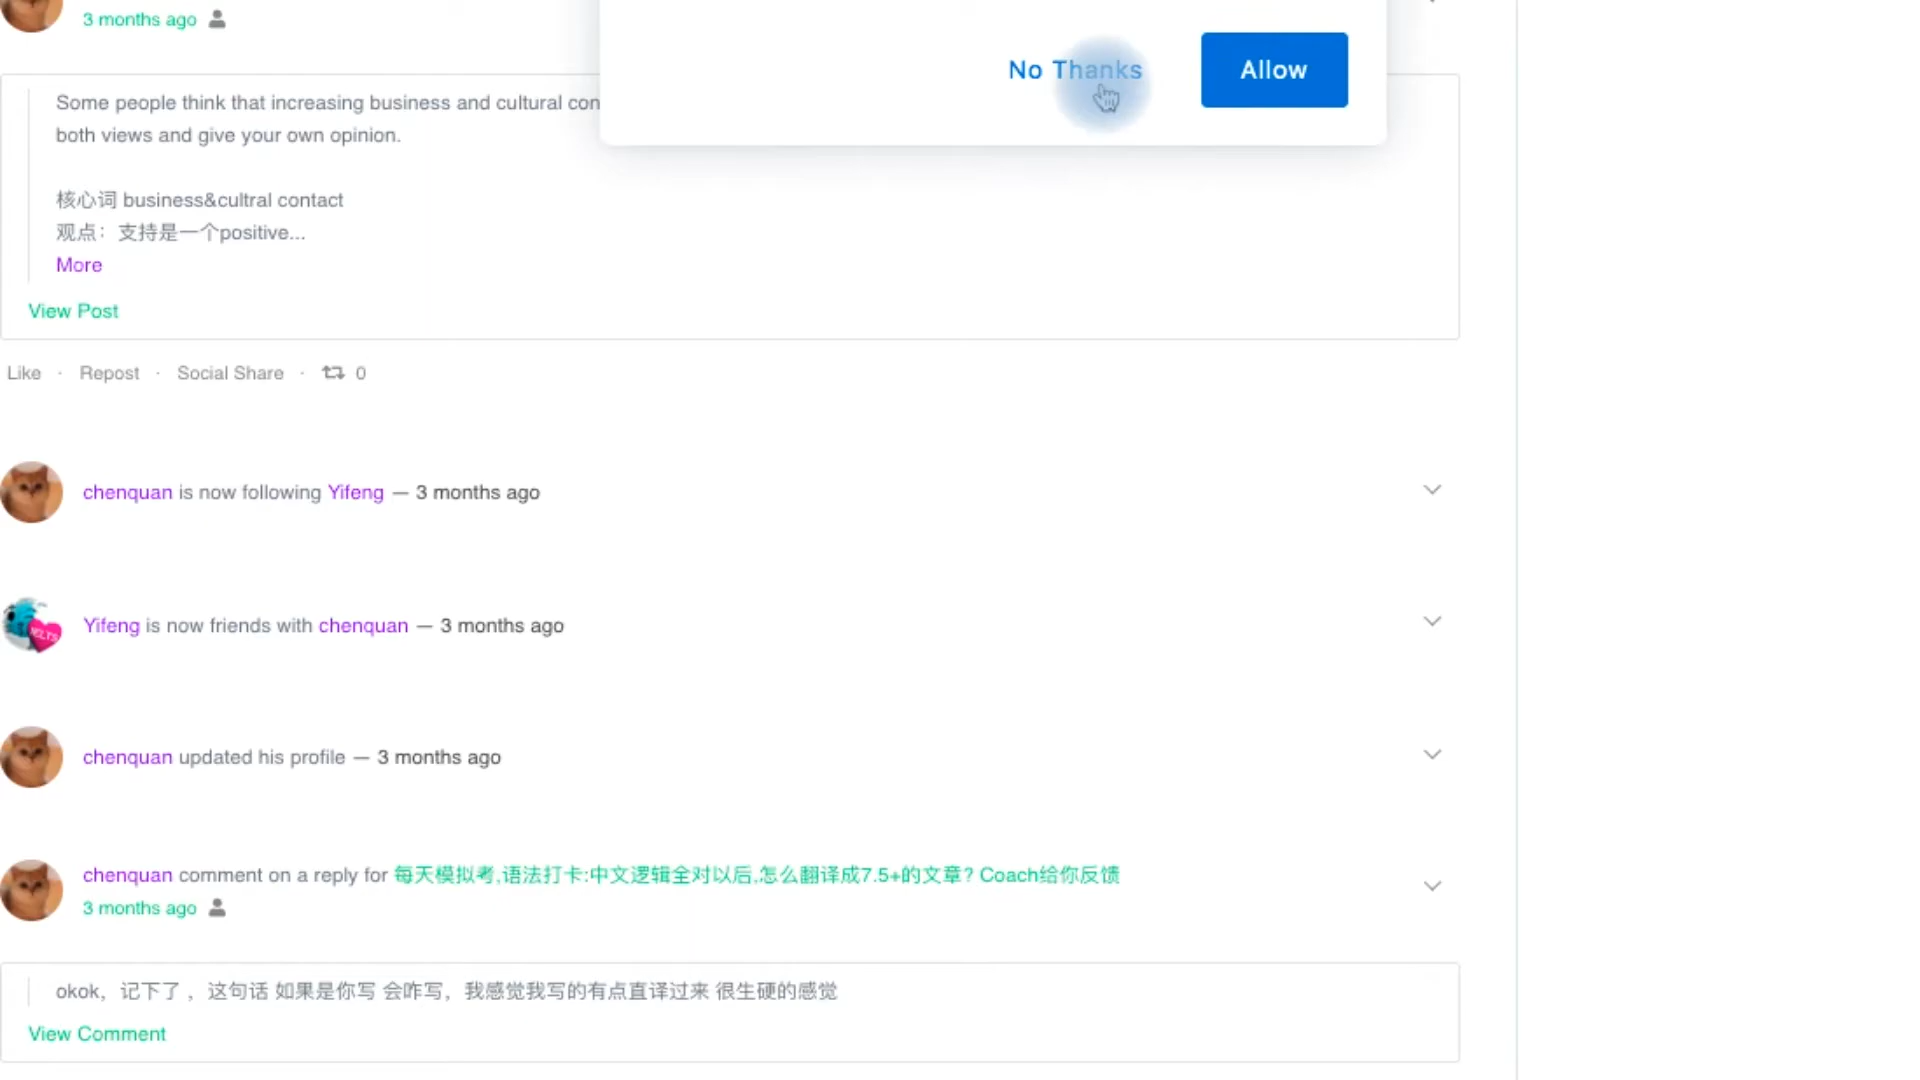 3 months ago
No Thanks
Allow
Some people think that increasing business and cultural con
both views and give your own opinion.
核心词 business&cultral contact
观点：支持是一个positive...
More
View Post
Like · Repost · Social Share · 0
chenquan is now following Yifeng — 3 months ago
Yifeng is now friends with chenquan — 3 months ago
IELTS
chenquan updated his profile — 3 months ago
chenquan comment on a reply for 每天模拟考,语法打卡:中文逻辑全对以后,怎么翻译成7.5+的文章? Coach给你反馈
3 months ago
okok，记下了 ，这句话 如果是你写 会咋写，我感觉我写的有点直译过来 很生硬的感觉
View Comment